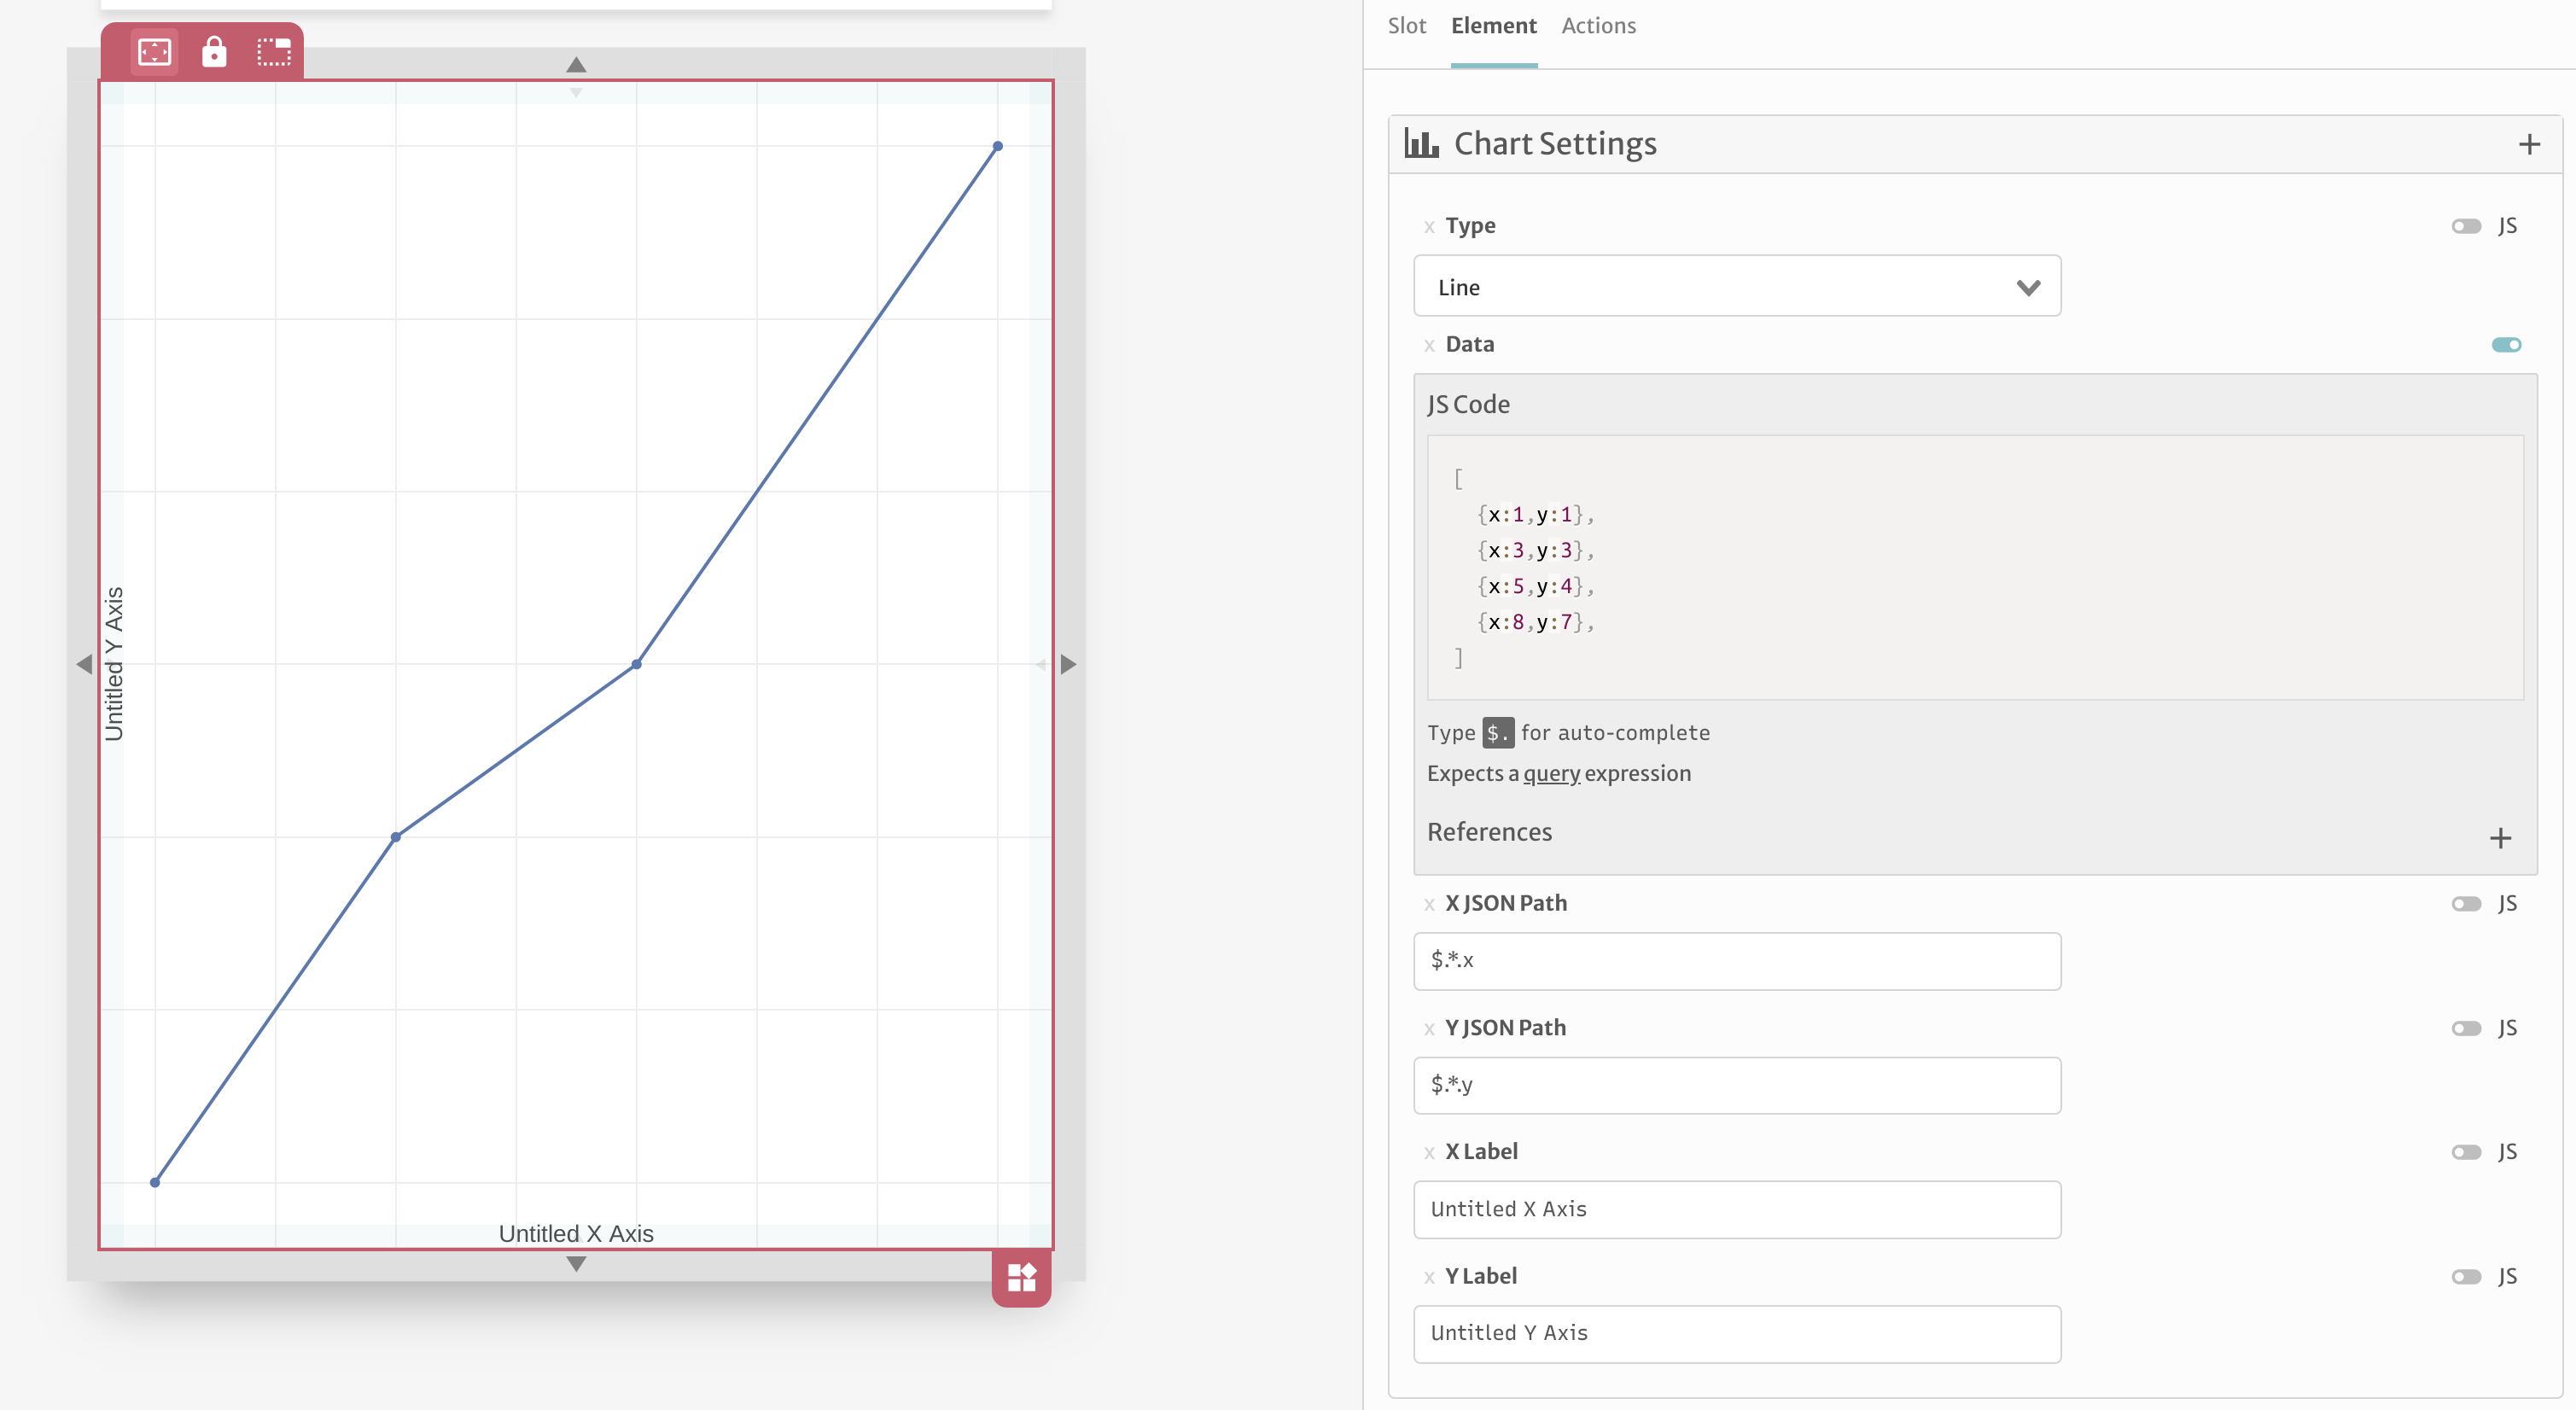 Slot Element Actions
Chart Settings
x Type JS
Line
x Data
JS Code
[
{x:1,y:1},
{x:3,y:3},
{x:5,y:4},
{x:8,y:7},
]
Type $. for auto-complete
Expects a query expression
References
x X JSON Path JS
$.*.x
x Y JSON Path JS
$.*.y
x X Label JS
Untitled X Axis
x Y Label JS
Untitled Y Axis
Untitled Y Axis
Untitled X Axis